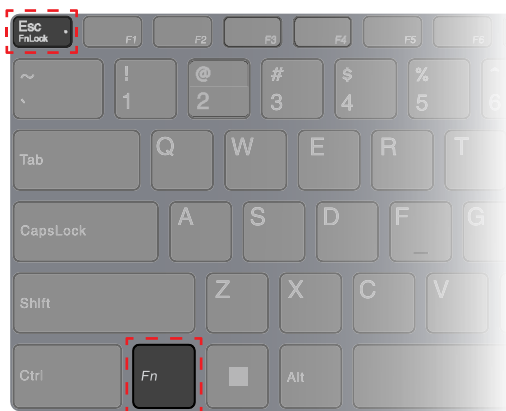 Esc
FnLock
F1 F2 F3 F4 F5 F6
~ ! @ # $ % ^
` 1 2 3 4 5 6
Tab Q W E R T
CapsLock A S D F G
Shift Z X C V
Ctrl Fn Alt